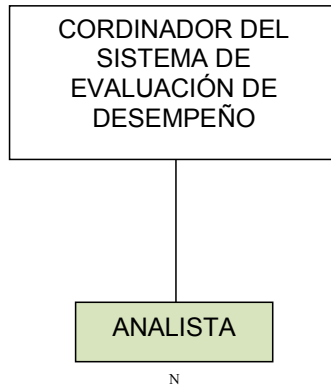 CORDINADOR DEL
SISTEMA DE
EVALUACIÓN DE
DESEMPEÑO
ANALISTA
N